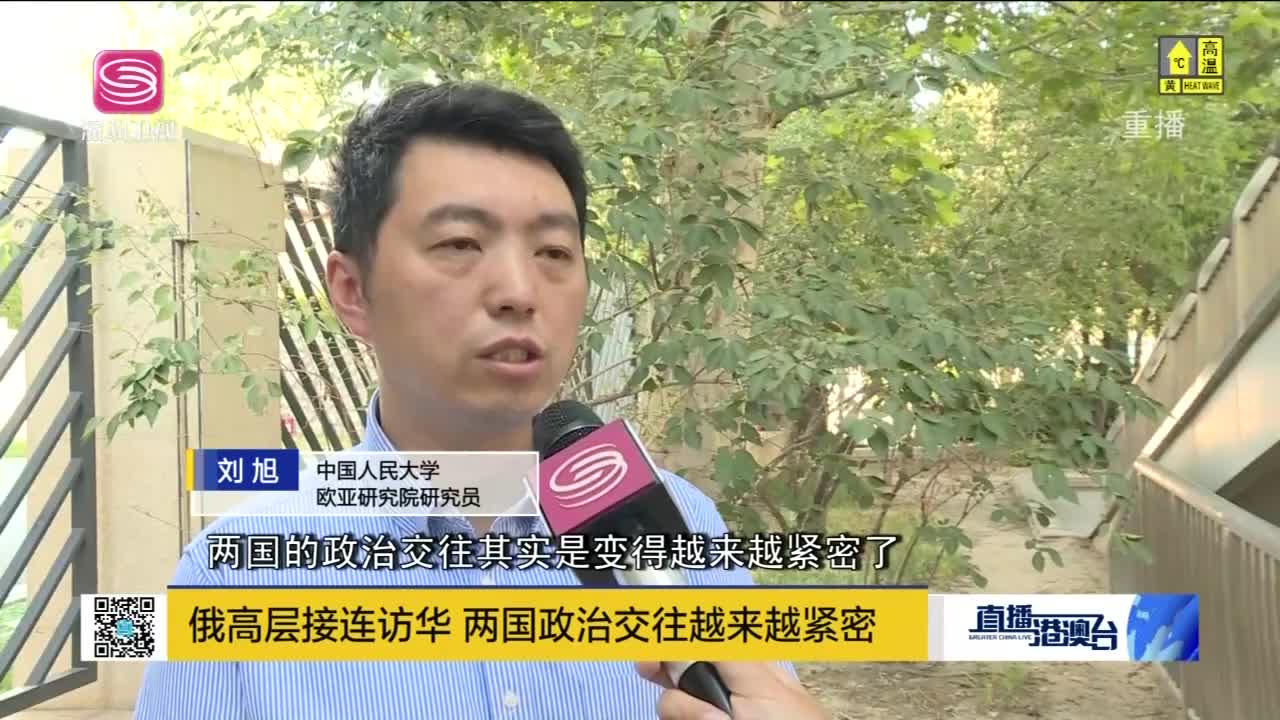 深圳卫视
高温
℃
黄
HEAT WAVE
重播
刘旭
中国人民大学
欧亚研究院研究员
两国的政治交往其实是变得越来越紧密了
俄高层接连访华 两国政治交往越来越紧密
直播港澳台
GREATER CHINA LIVE